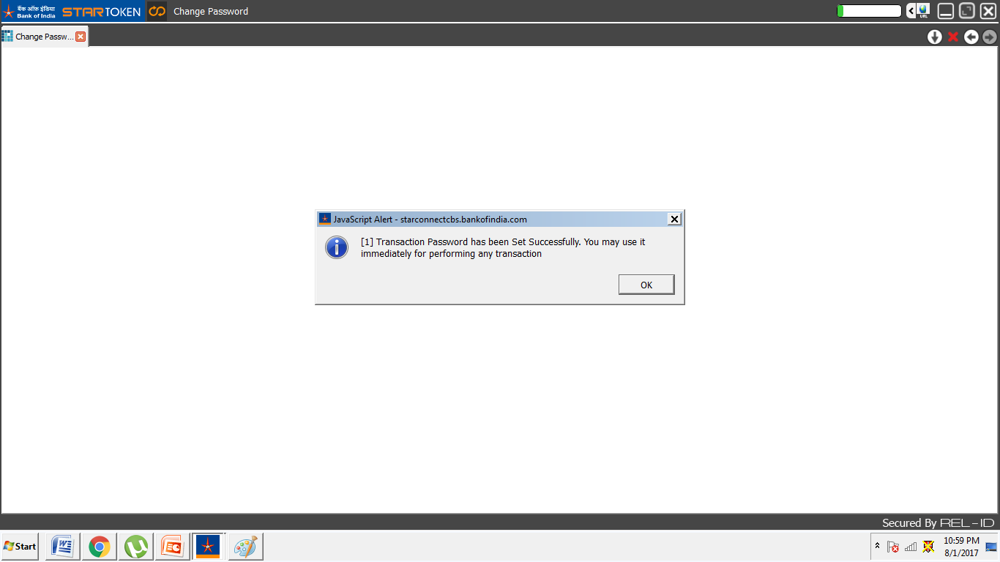 बैंक ऑफ़ इंडिया
Bank of India
STAR TOKEN
Change Password
URL
Change Passw...
JavaScript Alert - starconnectcbs.bankofindia.com
[1] Transaction Password has been Set Successfully. You may use it
immediately for performing any transaction
OK
Secured By REL-ID
Start
10:59 PM
8/1/2017